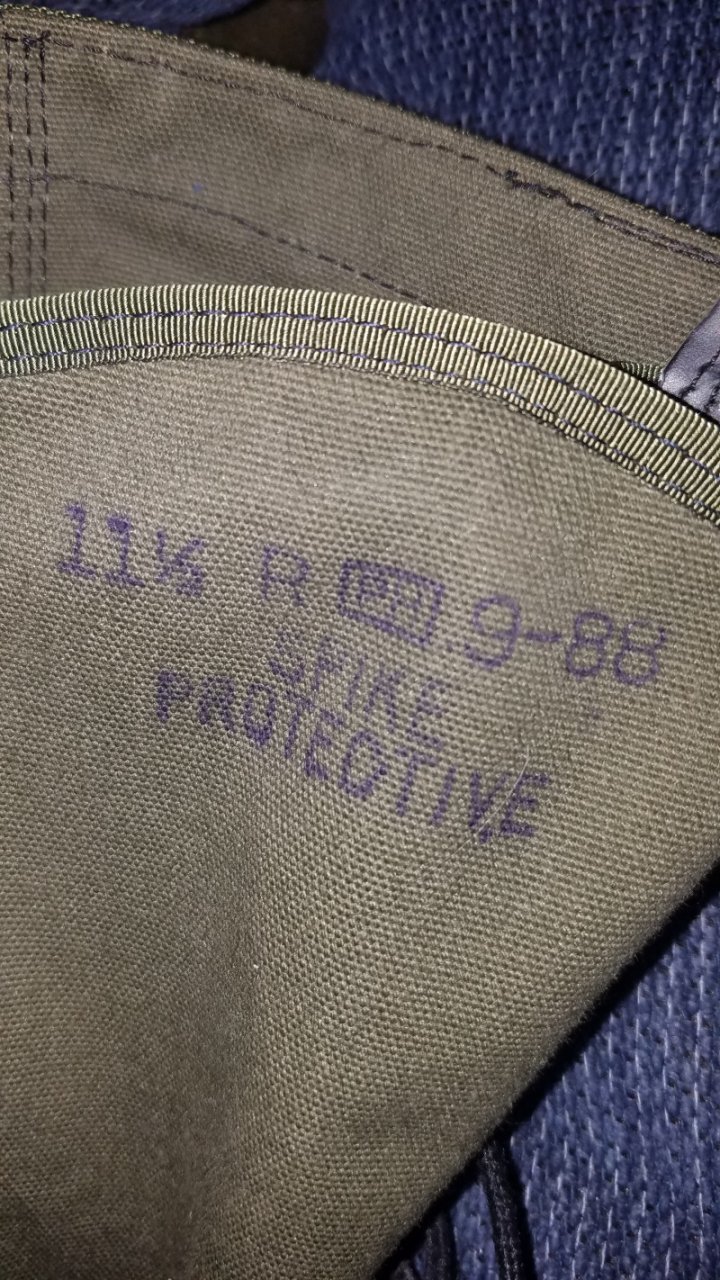 11½ R 9-88
SPIKE
PROTECTIVE